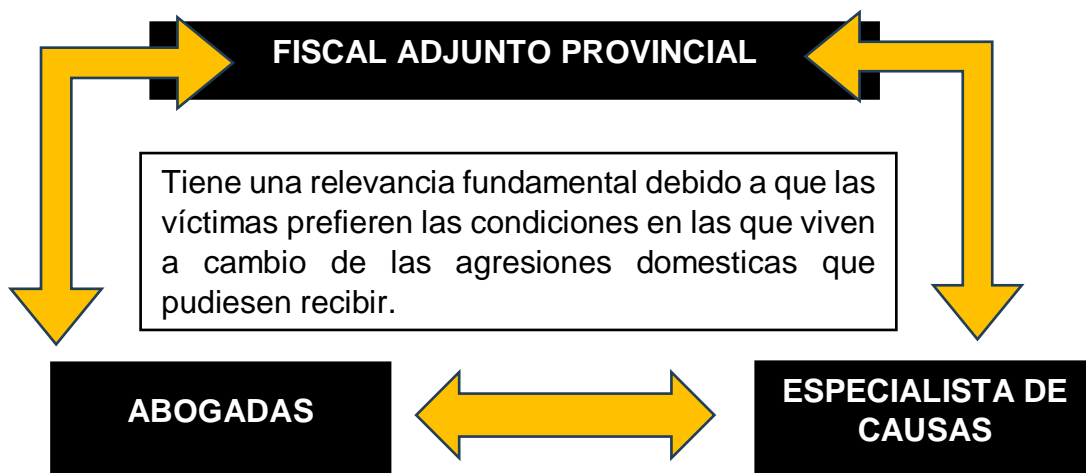 FISCAL ADJUNTO PROVINCIAL
Tiene una relevancia fundamental debido a que las
víctimas prefieren las condiciones en las que viven
a cambio de las agresiones domesticas que
pudiesen recibir.
ABOGADAS
ESPECIALISTA DE
CAUSAS